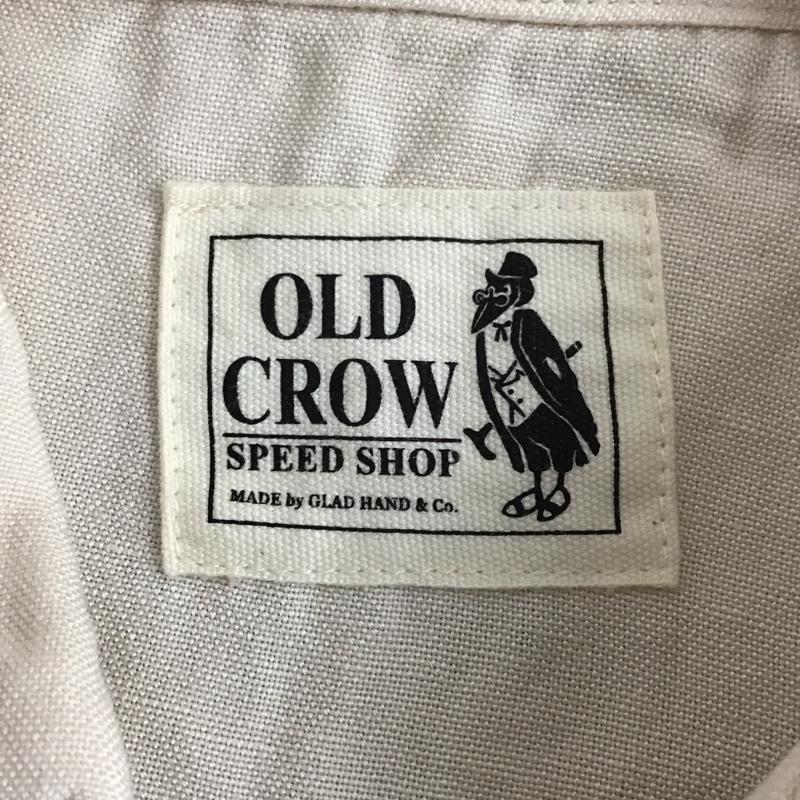 OLD
CROW
SPEED SHOP
MADE by GLAD HAND & Co.